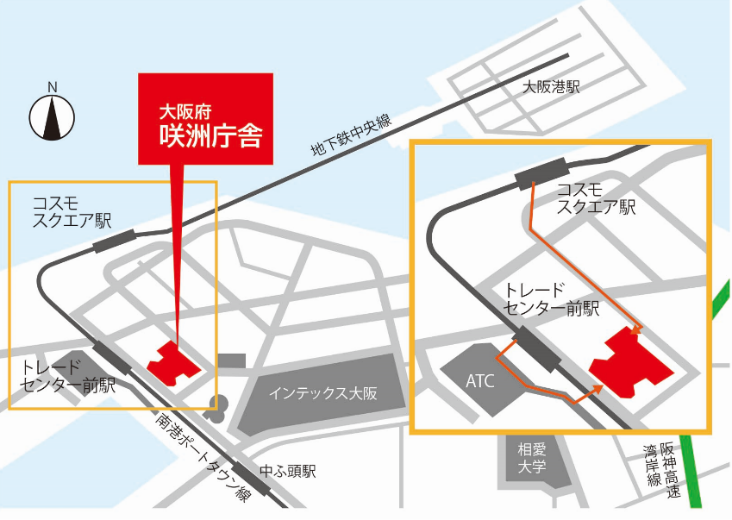 N
大阪府
咲洲庁舎
大阪港駅
地下鉄中央線
コスモ
スクエア駅
トレード
センター前駅
インテックス大阪
南港ポートタウン線
中ふ頭駅
コスモ
スクエア駅
トレード
センター前駅
ATC
相愛
大学
阪神高速
湾岸線